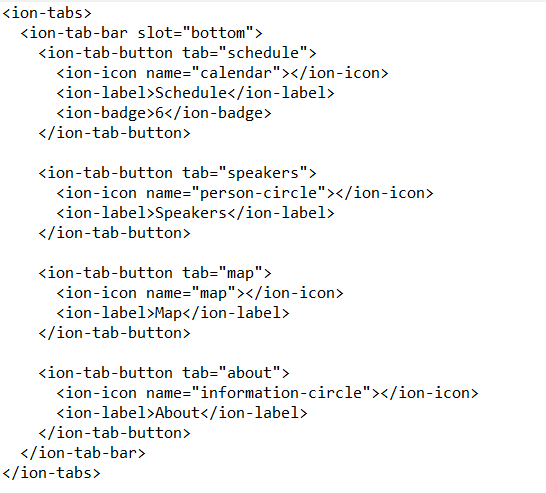 <ion-tabs>
  <ion-tab-bar slot="bottom">
    <ion-tab-button tab="schedule">
      <ion-icon name="calendar"></ion-icon>
      <ion-label>Schedule</ion-label>
      <ion-badge>6</ion-badge>
    </ion-tab-button>

    <ion-tab-button tab="speakers">
      <ion-icon name="person-circle"></ion-icon>
      <ion-label>Speakers</ion-label>
    </ion-tab-button>

    <ion-tab-button tab="map">
      <ion-icon name="map"></ion-icon>
      <ion-label>Map</ion-label>
    </ion-tab-button>

    <ion-tab-button tab="about">
      <ion-icon name="information-circle"></ion-icon>
      <ion-label>About</ion-label>
    </ion-tab-button>
  </ion-tab-bar>
</ion-tabs>